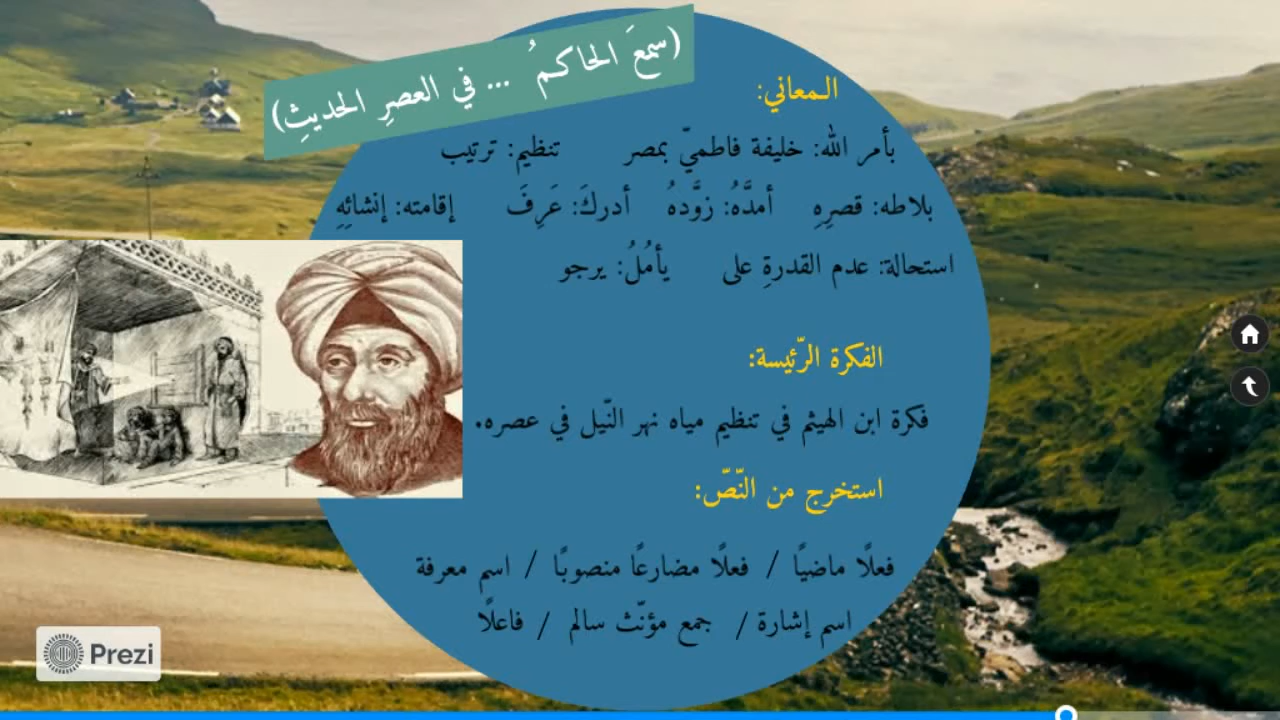 (سمعَ الحاكمُ ... في العصرِ الحديثِ)
المعاني:
بأمر الله: خليفة فاطميّ بمصر تنظيم: ترتيب
بلاطه: قصرِهِ أمدَّهُ: زوَّدهُ أدركَ: عَرِفَ إقامته: إنشائِهِ
استحالة: عدم القدرةِ على يأمُلُ: يرجو
الفكرة الرّئيسة:
فكرة ابن الهيثم في تنظيم مياه نهر النّيل في عصره.
استخرج من النّصّ:
فعلًا ماضيًا / فعلًا مضارعًا منصوبًا / اسم معرفة
اسم إشارة / جمع مؤنّث سالم / فاعلًا
Prezi